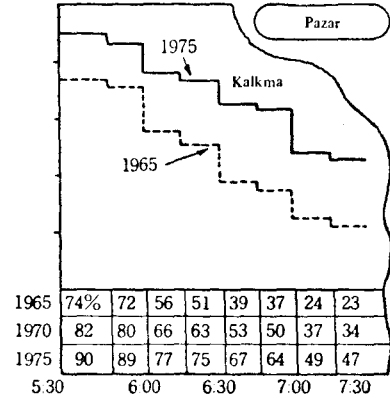 Pazar
1975
Kalkma
1965
1965 74% 72 56 51 39 37 24 23
1970 82 80 66 63 53 50 37 34
1975 90 89 77 75 67 64 49 47
5:30 6:00 6:30 7:00 7:30